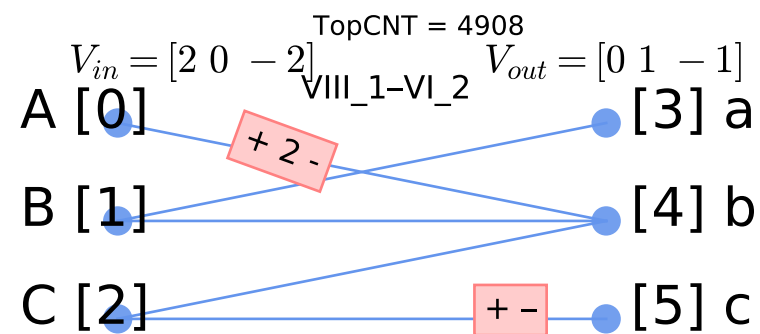 TopCNT = 4908
V_in = [2 0 −2]
V_out = [0 1 −1]
VIII_1–VI_2
A [0]
[3] a
+ 2 -
B [1]
[4] b
C [2]
+ –
[5] c